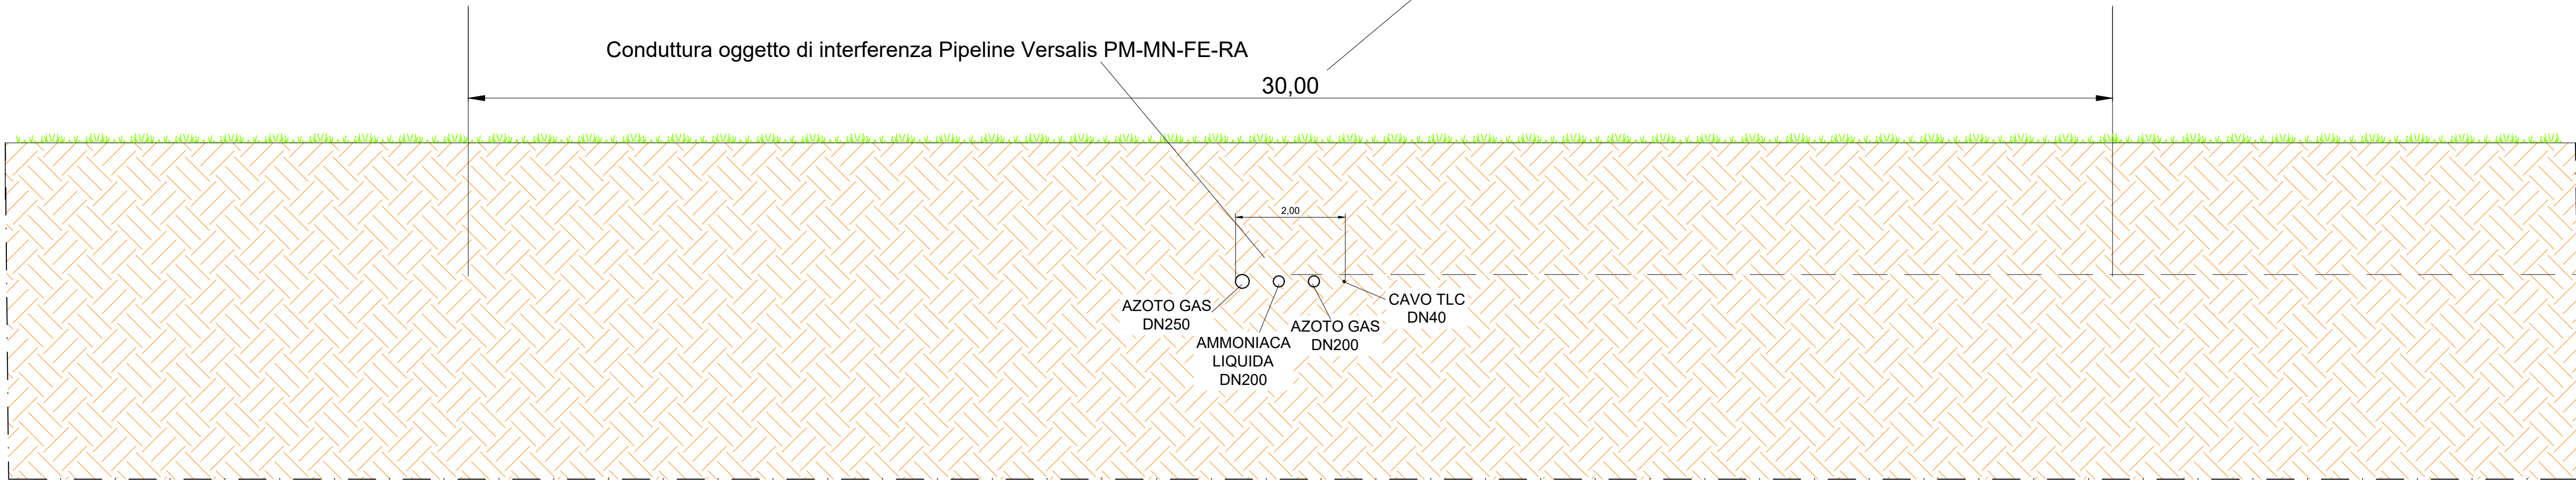 Conduttura oggetto di interferenza Pipeline Versalis PM-MN-FE-RA
30,00
2,00
AZOTO GAS
DN250
AMMONIACA
LIQUIDA
DN200
AZOTO GAS
DN200
CAVO TLC
DN40